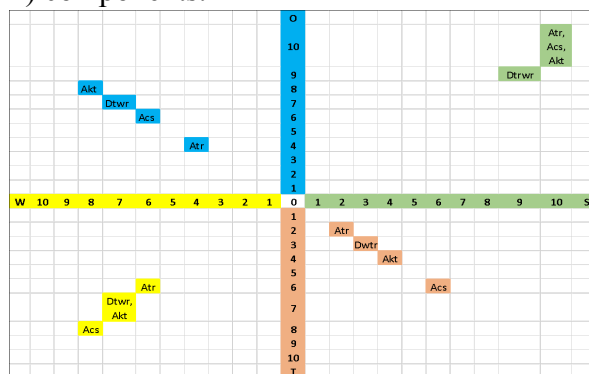 ) components.
O
10 Atr, Acs, Akt
9 Dtrwr
8 Akt
7 Dtwr
6 Acs
5
4 Atr
3
2
1
W 10 9 8 7 6 5 4 3 2 1 0 1 2 3 4 5 6 7 8 9 10 S
1
2 Atr
3 Dwtr
4 Akt
5
Atr 6 Acs
Dtwr, Akt 7
Acs 8
9
10
T